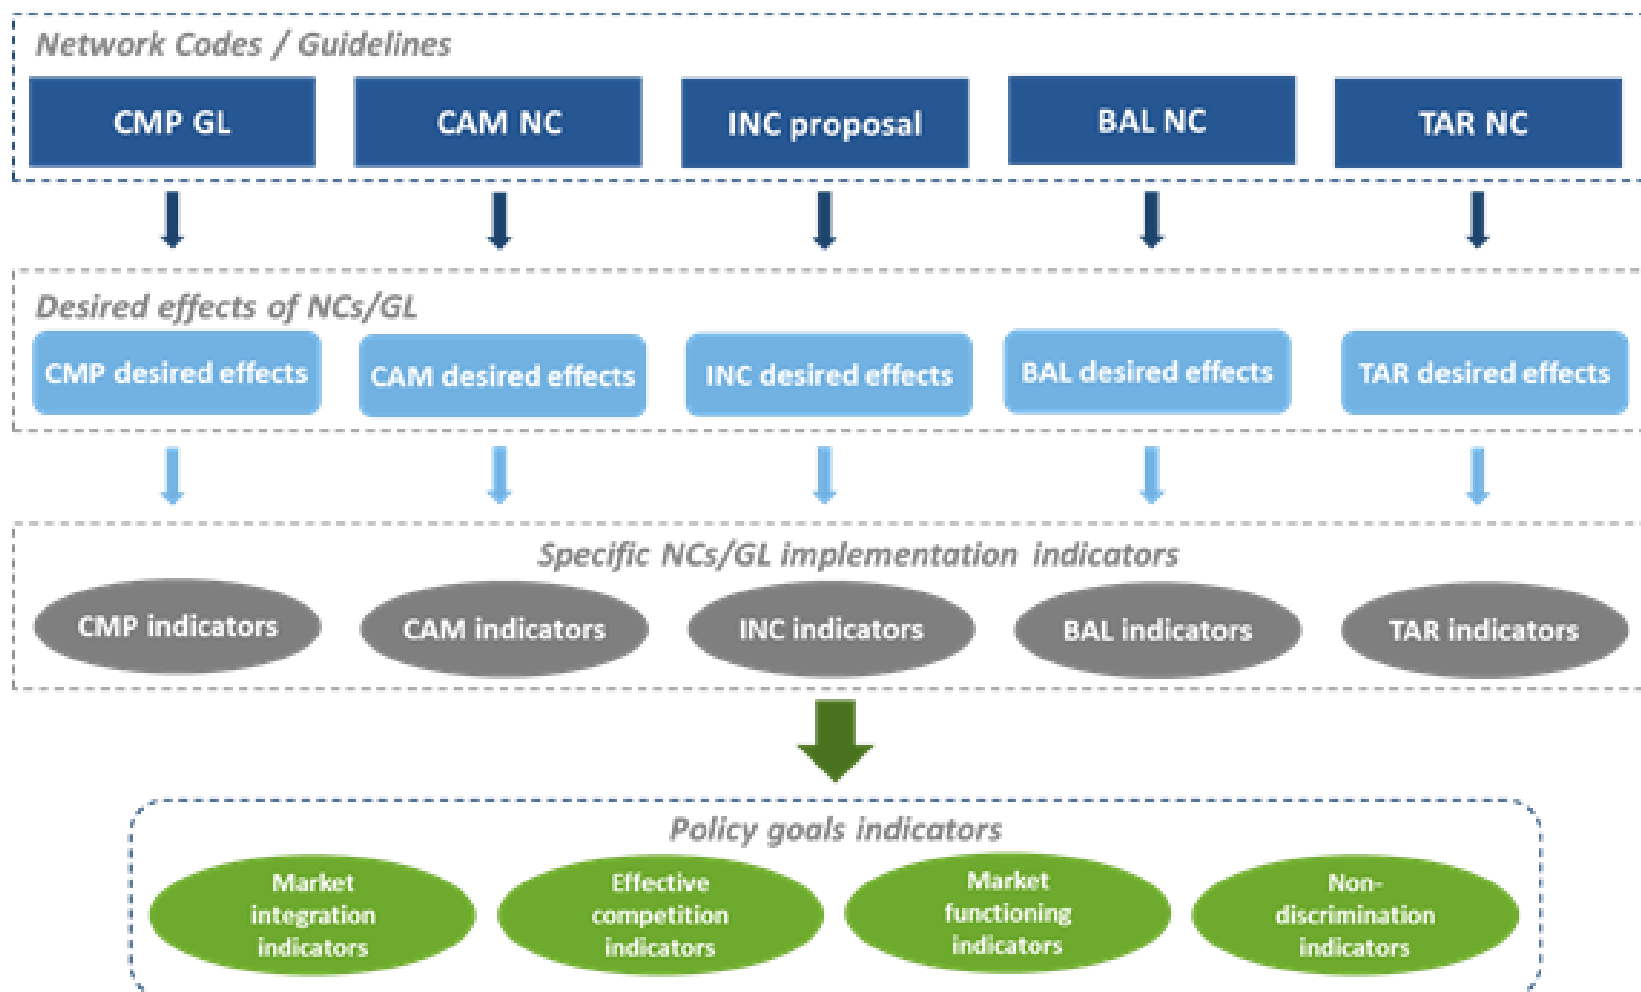 Network Codes / Guidelines
CMP GL
CAM NC
INC proposal
BAL NC
TAR NC
Desired effects of NCs/GL
CMP desired effects
CAM desired effects
INC desired effects
BAL desired effects
TAR desired effects
Specific NCs/GL implementation indicators
CMP indicators
CAM indicators
INC indicators
BAL indicators
TAR indicators
Policy goals indicators
Market
integration
indicators
Effective
competition
indicators
Market
functioning
indicators
Non-
discrimination
indicators